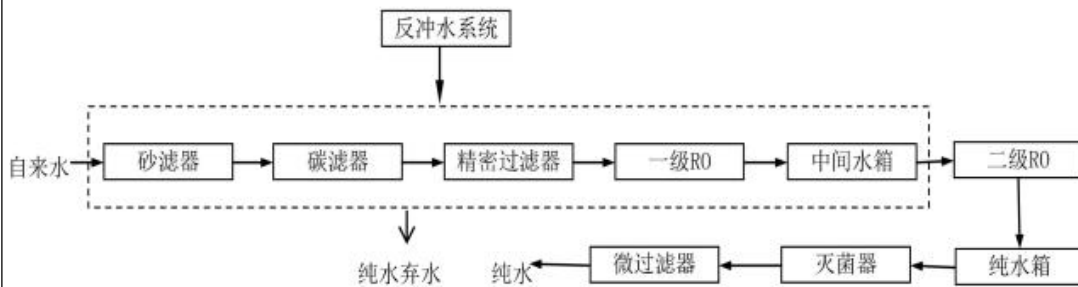 反冲水系统
自来水
砂滤器
碳滤器
精密过滤器
一级RO
中间水箱
二级RO
纯水弃水
纯水
微过滤器
灭菌器
纯水箱